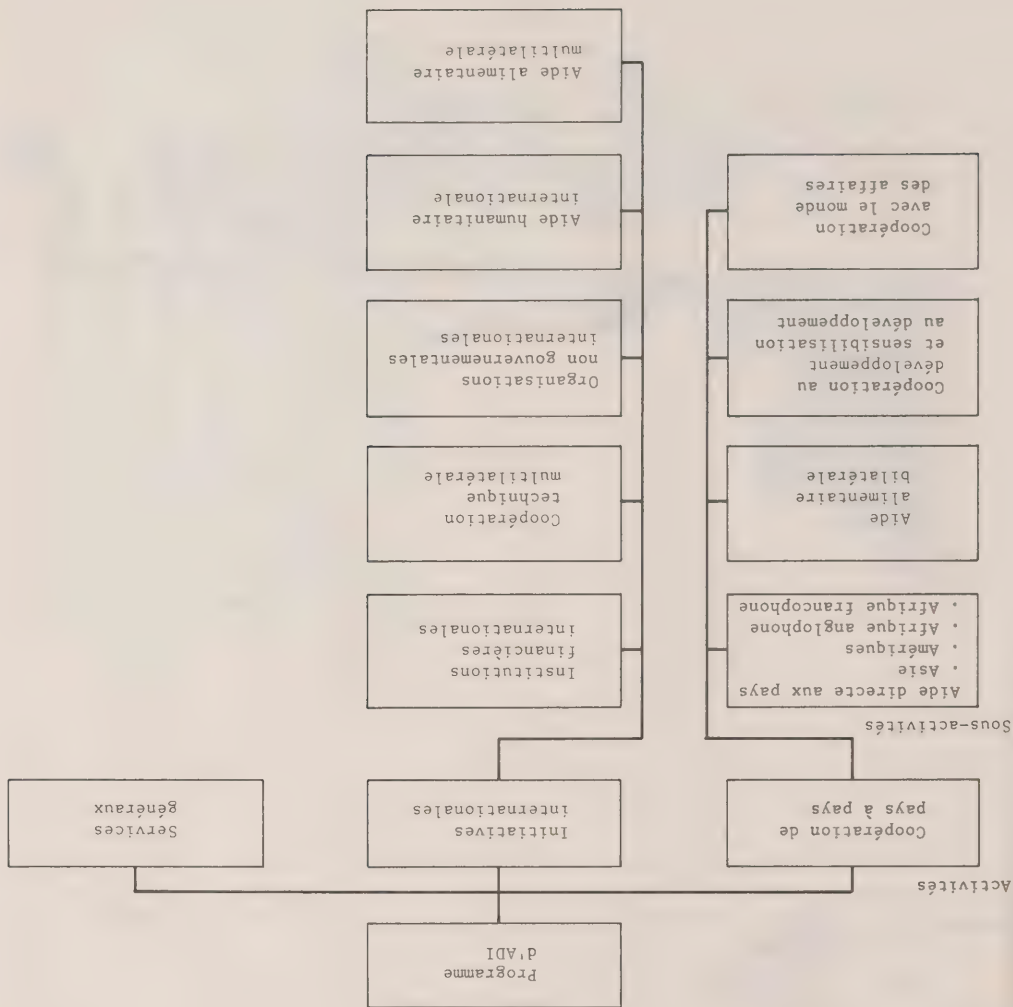 Programme
d'ADI
Activités
Coopération de
pays à pays
Initiatives
internationales
Services
généraux
Sous-activités
Aide directe aux pays
. Asie
. Amériques
. Afrique anglophone
. Afrique francophone
Aide
alimentaire
bilatérale
Coopération au
développement
et sensibilisation
au développement
Coopération
avec le monde
des affaires
Institutions
financières
internationales
Coopération
technique
multilatérale
Organisations
non gouvernementales
internationales
Aide humanitaire
internationale
Aide alimentaire
multilatérale